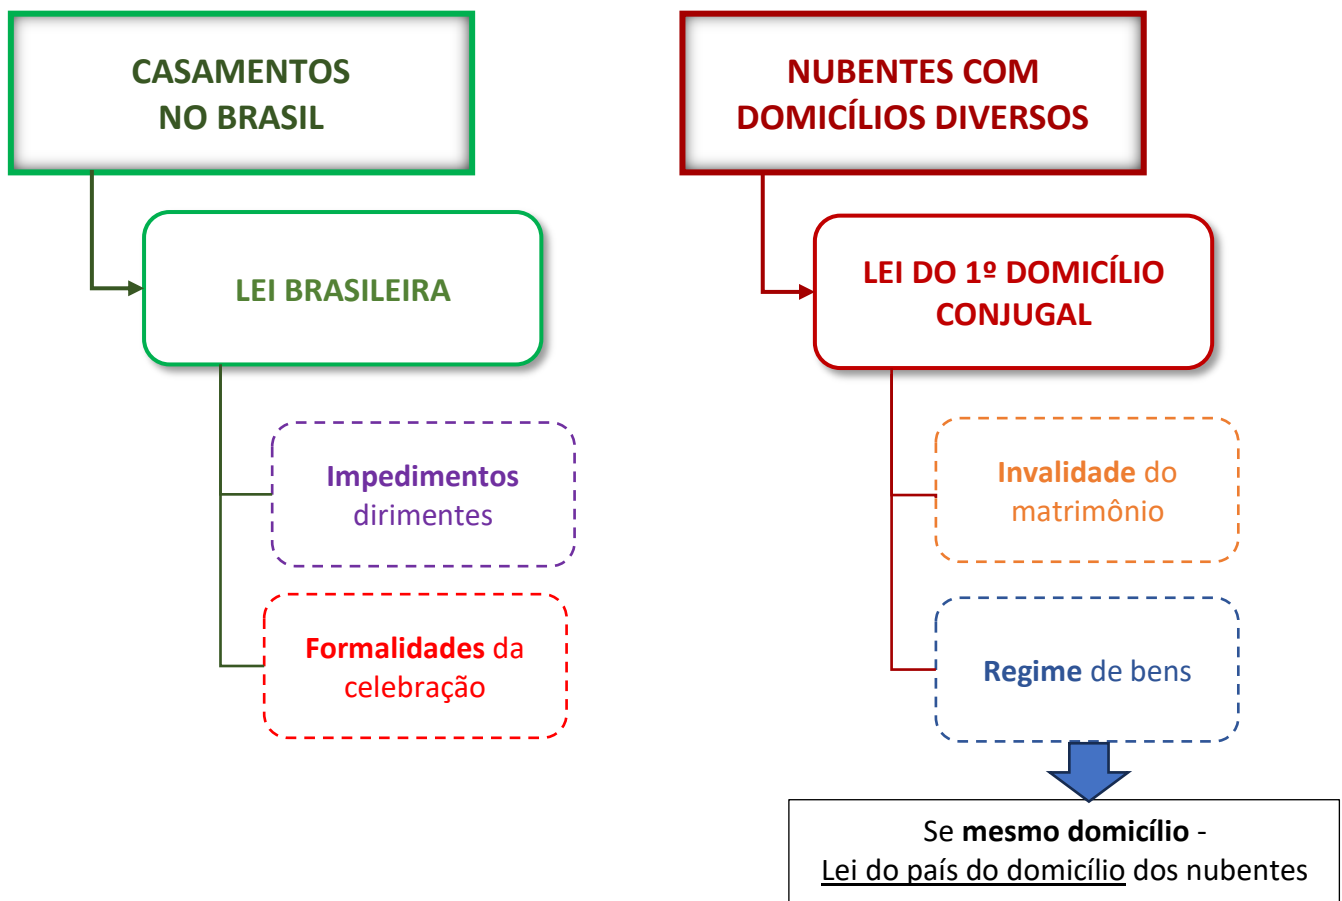 CASAMENTOS
NO BRASIL
LEI BRASILEIRA
Impedimentos
dirimentes
Formalidades da
celebração
NUBENTES COM
DOMICÍLIOS DIVERSOS
LEI DO 1º DOMICÍLIO
CONJUGAL
Invalidade do
matrimônio
Regime de bens
Se mesmo domicílio -
Lei do país do domicílio dos nubentes